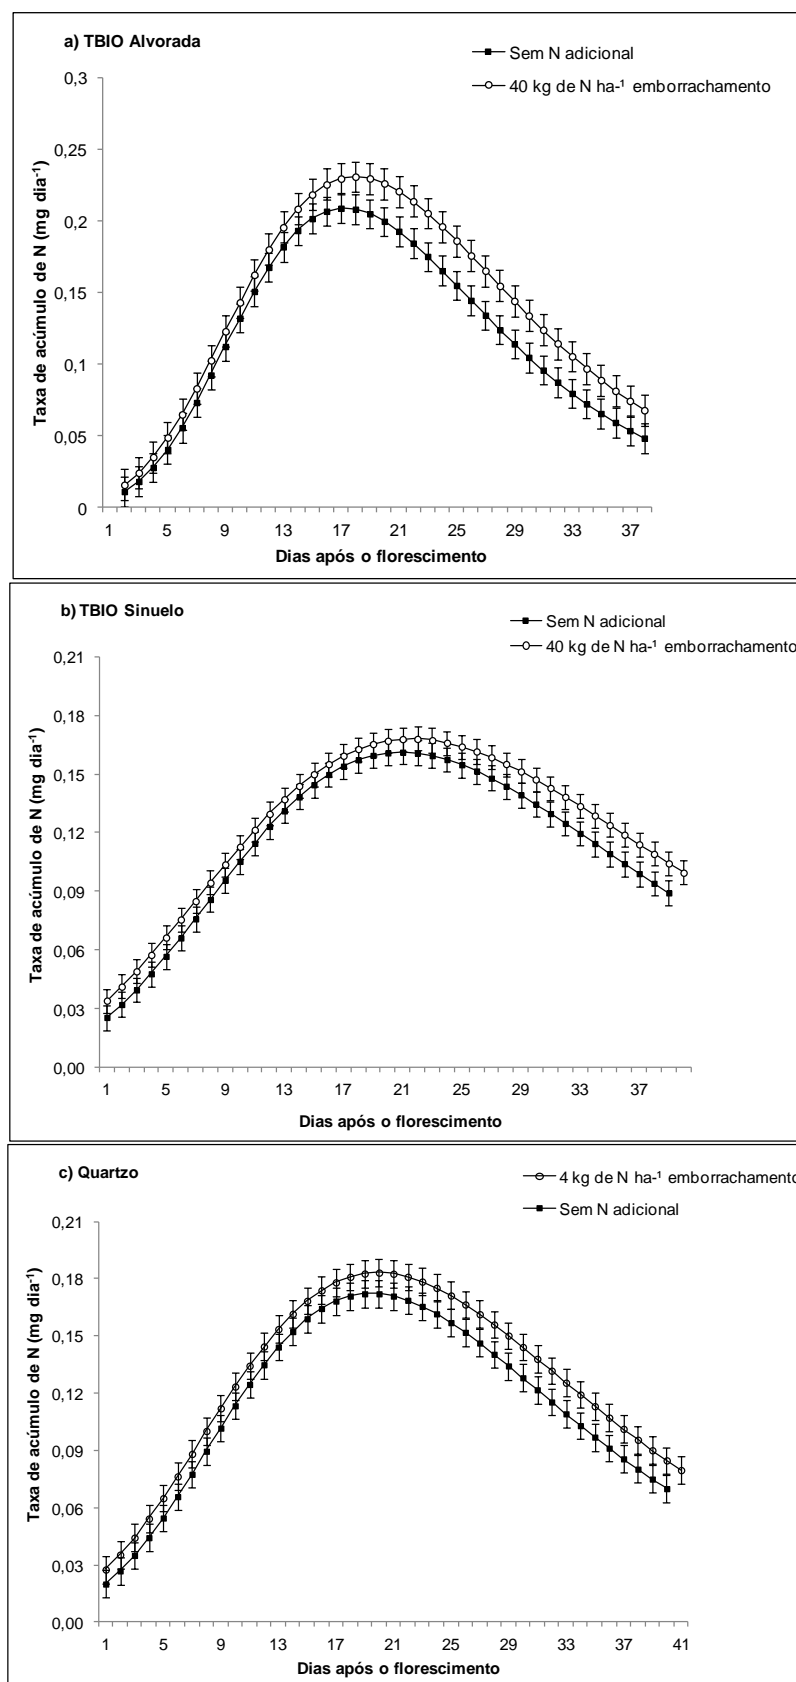 a) TBIO Alvorada
Sem N adicional
40 kg de N ha-¹ emborrachamento
Taxa de acúmulo de N (mg dia-¹)
0,3
0,25
0,2
0,15
0,1
0,05
0
1 5 9 13 17 21 25 29 33 37
Dias após o florescimento
b) TBIO Sinuelo
Sem N adicional
40 kg de N ha-¹ emborrachamento
Taxa de acúmulo de N (mg dia-¹)
0,21
0,18
0,15
0,12
0,09
0,06
0,03
0,00
1 5 9 13 17 21 25 29 33 37
Dias após o florescimento
c) Quartzo
4 kg de N ha-¹ emborrachamento
Sem N adicional
Taxa de acúmulo de N (mg dia-¹)
0,21
0,18
0,15
0,12
0,09
0,06
0,03
0,00
1 5 9 13 17 21 25 29 33 37 41
Dias após o florescimento